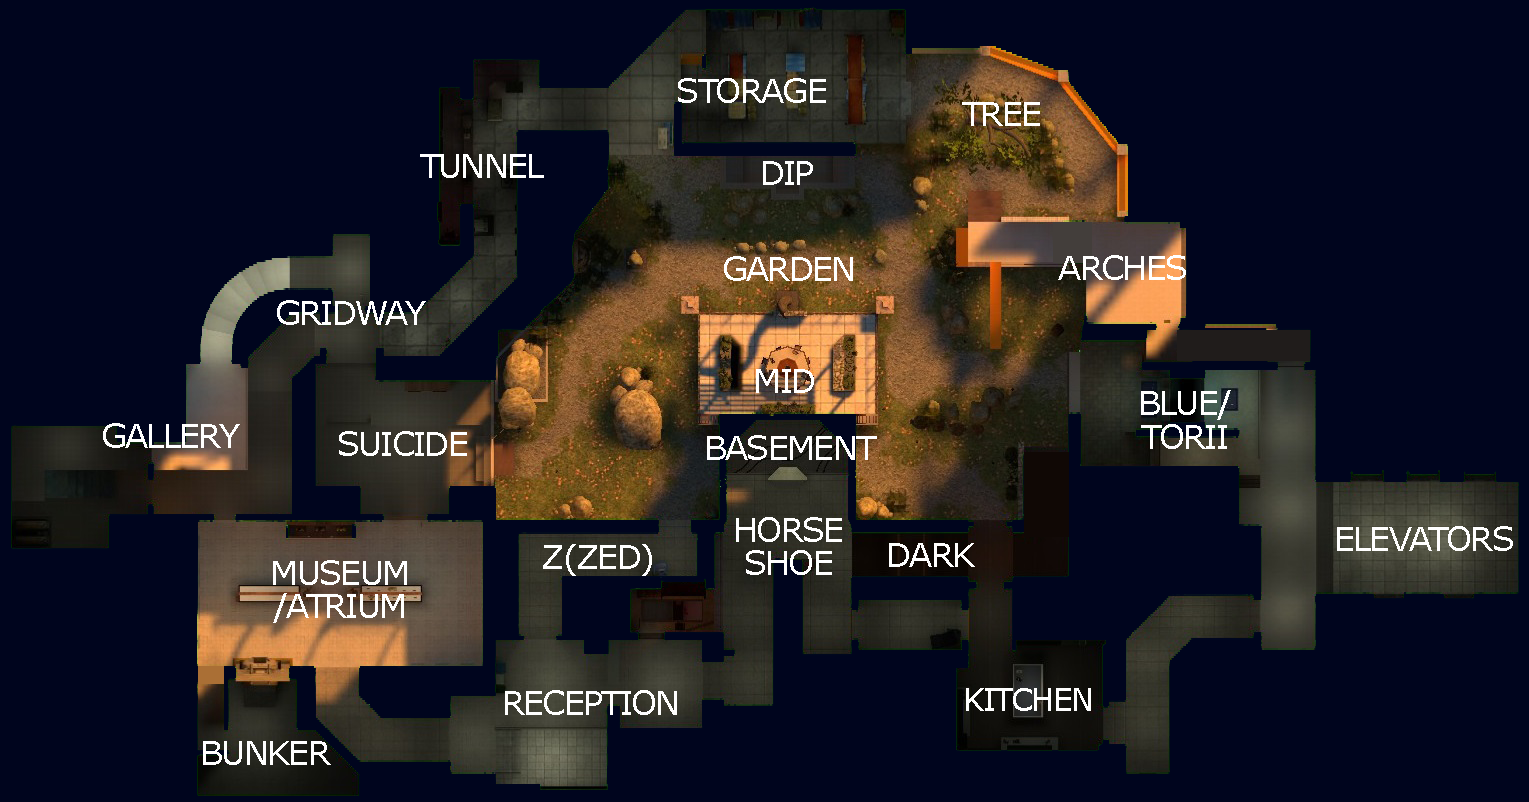 STORAGE
TREE
TUNNEL
DIP
GARDEN
ARCHES
GRIDWAY
MID
BLUE/
TORII
GALLERY
SUICIDE
BASEMENT
HORSE
SHOE
ELEVATORS
Z(ZED)
DARK
MUSEUM
/ATRIUM
RECEPTION
KITCHEN
BUNKER